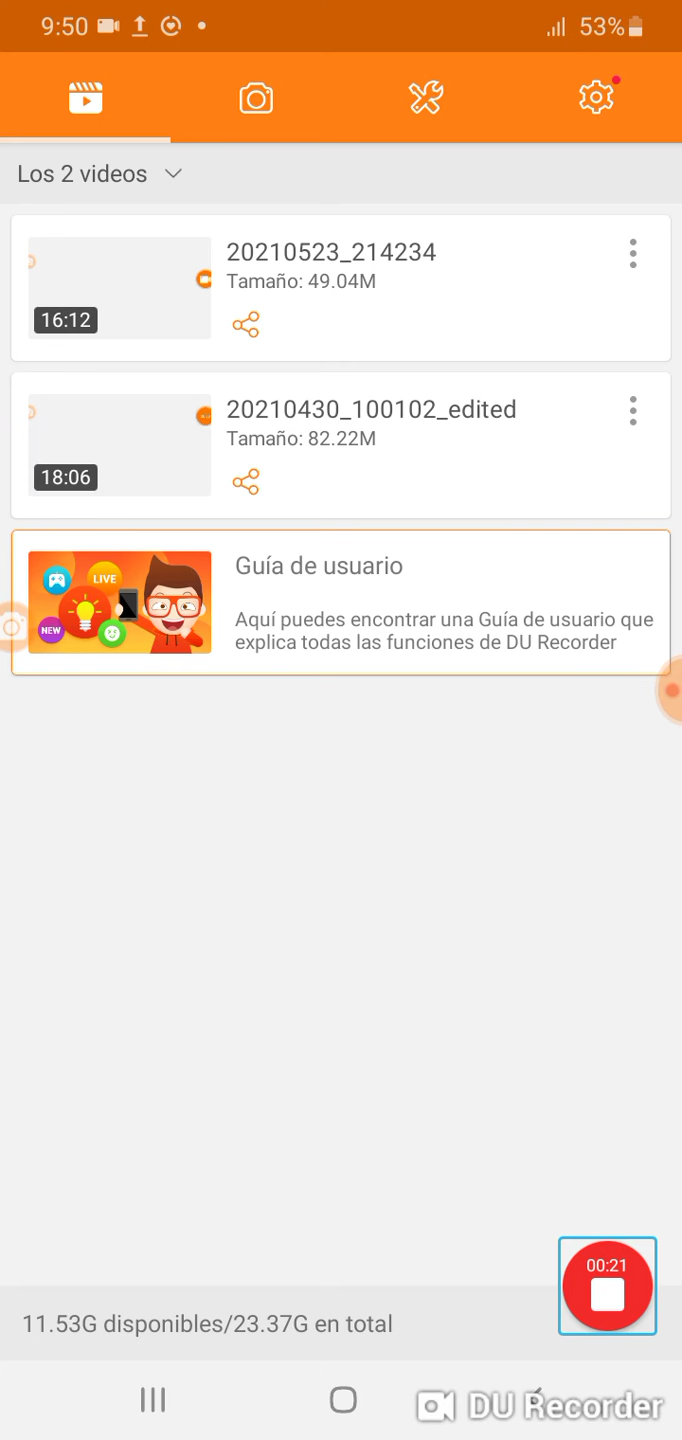 9:50
53%
Los 2 videos
20210523_214234
Tamaño: 49.04M
16:12
20210430_100102_edited
Tamaño: 82.22M
18:06
LIVE
NEW
Guía de usuario
Aquí puedes encontrar una Guía de usuario que
explica todas las funciones de DU Recorder
00:21
11.53G disponibles/23.37G en total
DU Recorder